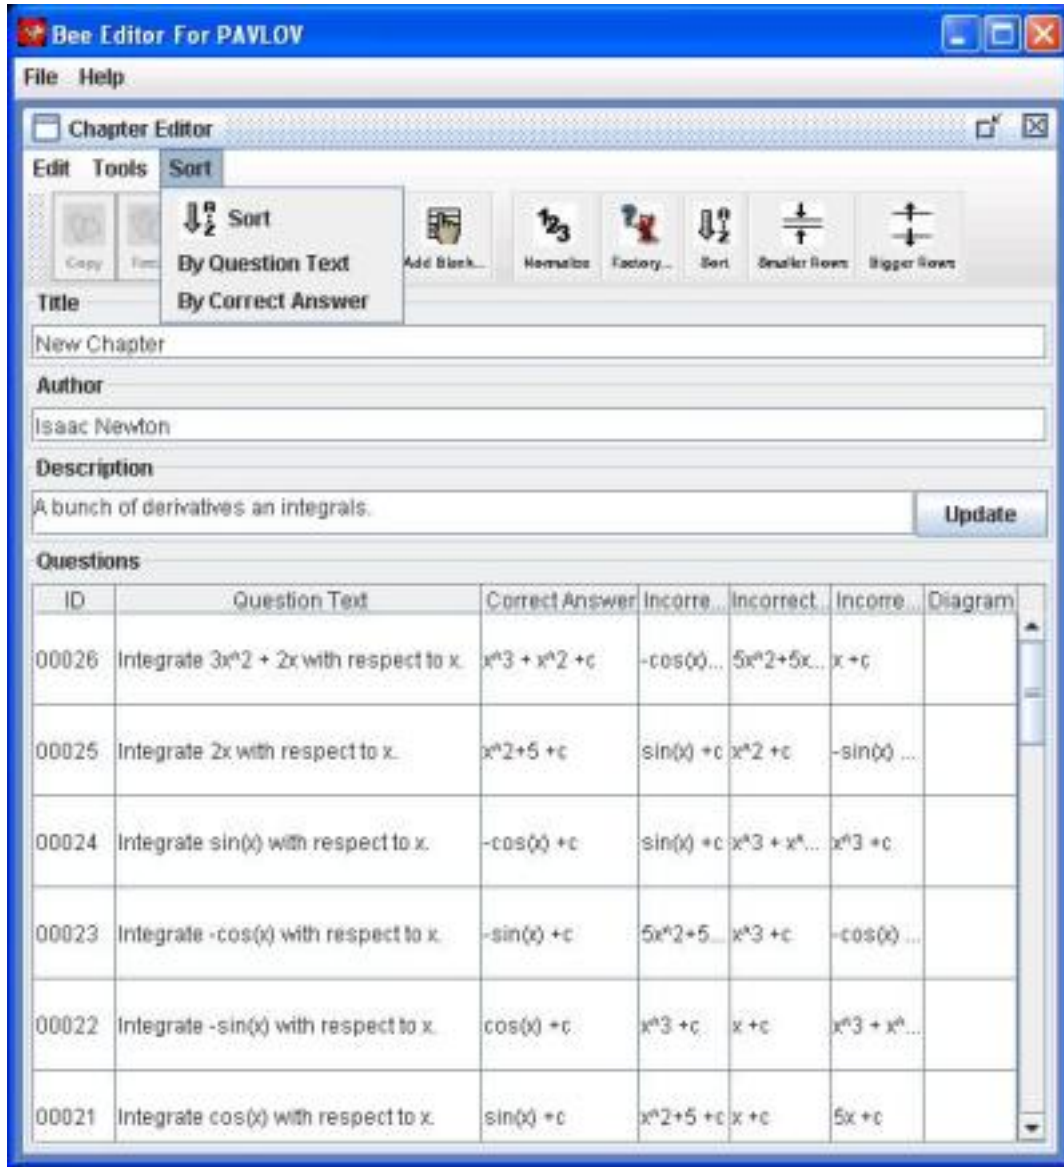 Bee Editor For PAVLOV
File Help
Chapter Editor
Edit Tools Sort
Sort
By Question Text
By Correct Answer
Copy Add Blank... Normalize Factory... Sort Smaller Rows Bigger Rows
Title
New Chapter
Author
Isaac Newton
Description
A bunch of derivatives an integrals.
Update
Questions
ID Question Text Correct Answer Incorre... Incorrect... Incorre... Diagram
00026 Integrate 3x^2 + 2x with respect to x. x^3 + x^2 +c -cos(x)... 5x^2+5x... x +c
00025 Integrate 2x with respect to x. x^2+5 +c sin(x) +c x^2 +c -sin(x) ...
00024 Integrate sin(x) with respect to x. -cos(x) +c sin(x) +c x^3 + x^... x^3 +c
00023 Integrate -cos(x) with respect to x. -sin(x) +c 5x^2+5... x^3 +c -cos(x) ...
00022 Integrate -sin(x) with respect to x. cos(x) +c x^3 +c x +c x^3 + x^...
00021 Integrate cos(x) with respect to x. sin(x) +c x^2+5 +c x +c 5x +c